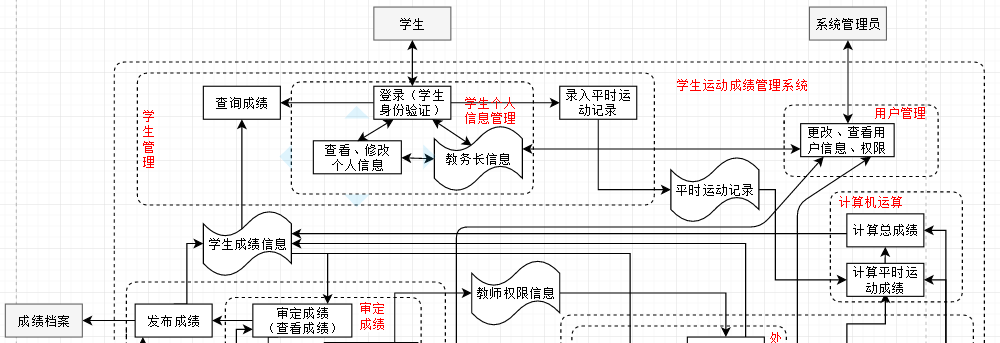 学生
系统管理员
学生运动成绩管理系统
学
生
管
理
查询成绩
登录（学生
身份验证）
学生个人
信息管理
录入平时运
动记录
用户管理
更改、查看用
户信息、权限
查看、修改
个人信息
教务长信息
平时运动记录
计算机运算
计算总成绩
学生成绩信息
计算平时运
动成绩
教师权限信息
成绩档案
发布成绩
审定成绩
（查看成绩）
审定
成绩
外